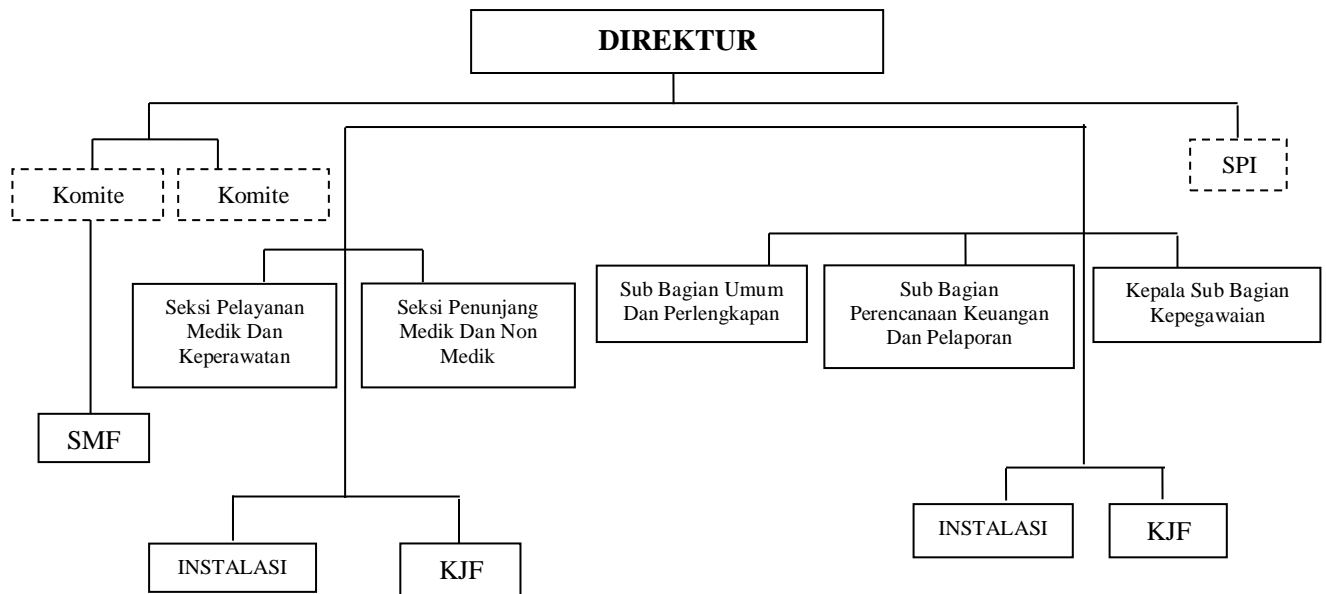 DIREKTUR
SPI
Komite
Komite
Seksi Pelayanan
Medik Dan
Keperawatan
Seksi Penunjang
Medik Dan Non
Medik
Sub Bagian Umum
Dan Perlengkapan
Sub Bagian
Perencanaan Keuangan
Dan Pelaporan
Kepala Sub Bagian
Kepegawaian
SMF
INSTALASI
KJF
INSTALASI
KJF